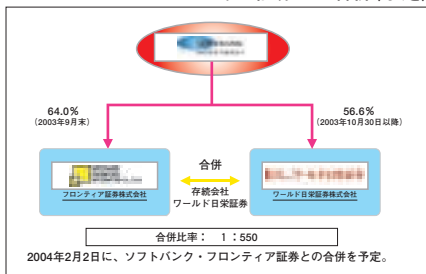 64.0%
(2003年9月末)
56.6%
(2003年10月30日以降)
合併
存続会社
ワールド日栄証券
フロンティア証券株式会社
ワールド日栄証券株式会社
合併比率： 1：550
2004年2月2日に、ソフトバンク・フロンティア証券との合併を予定。